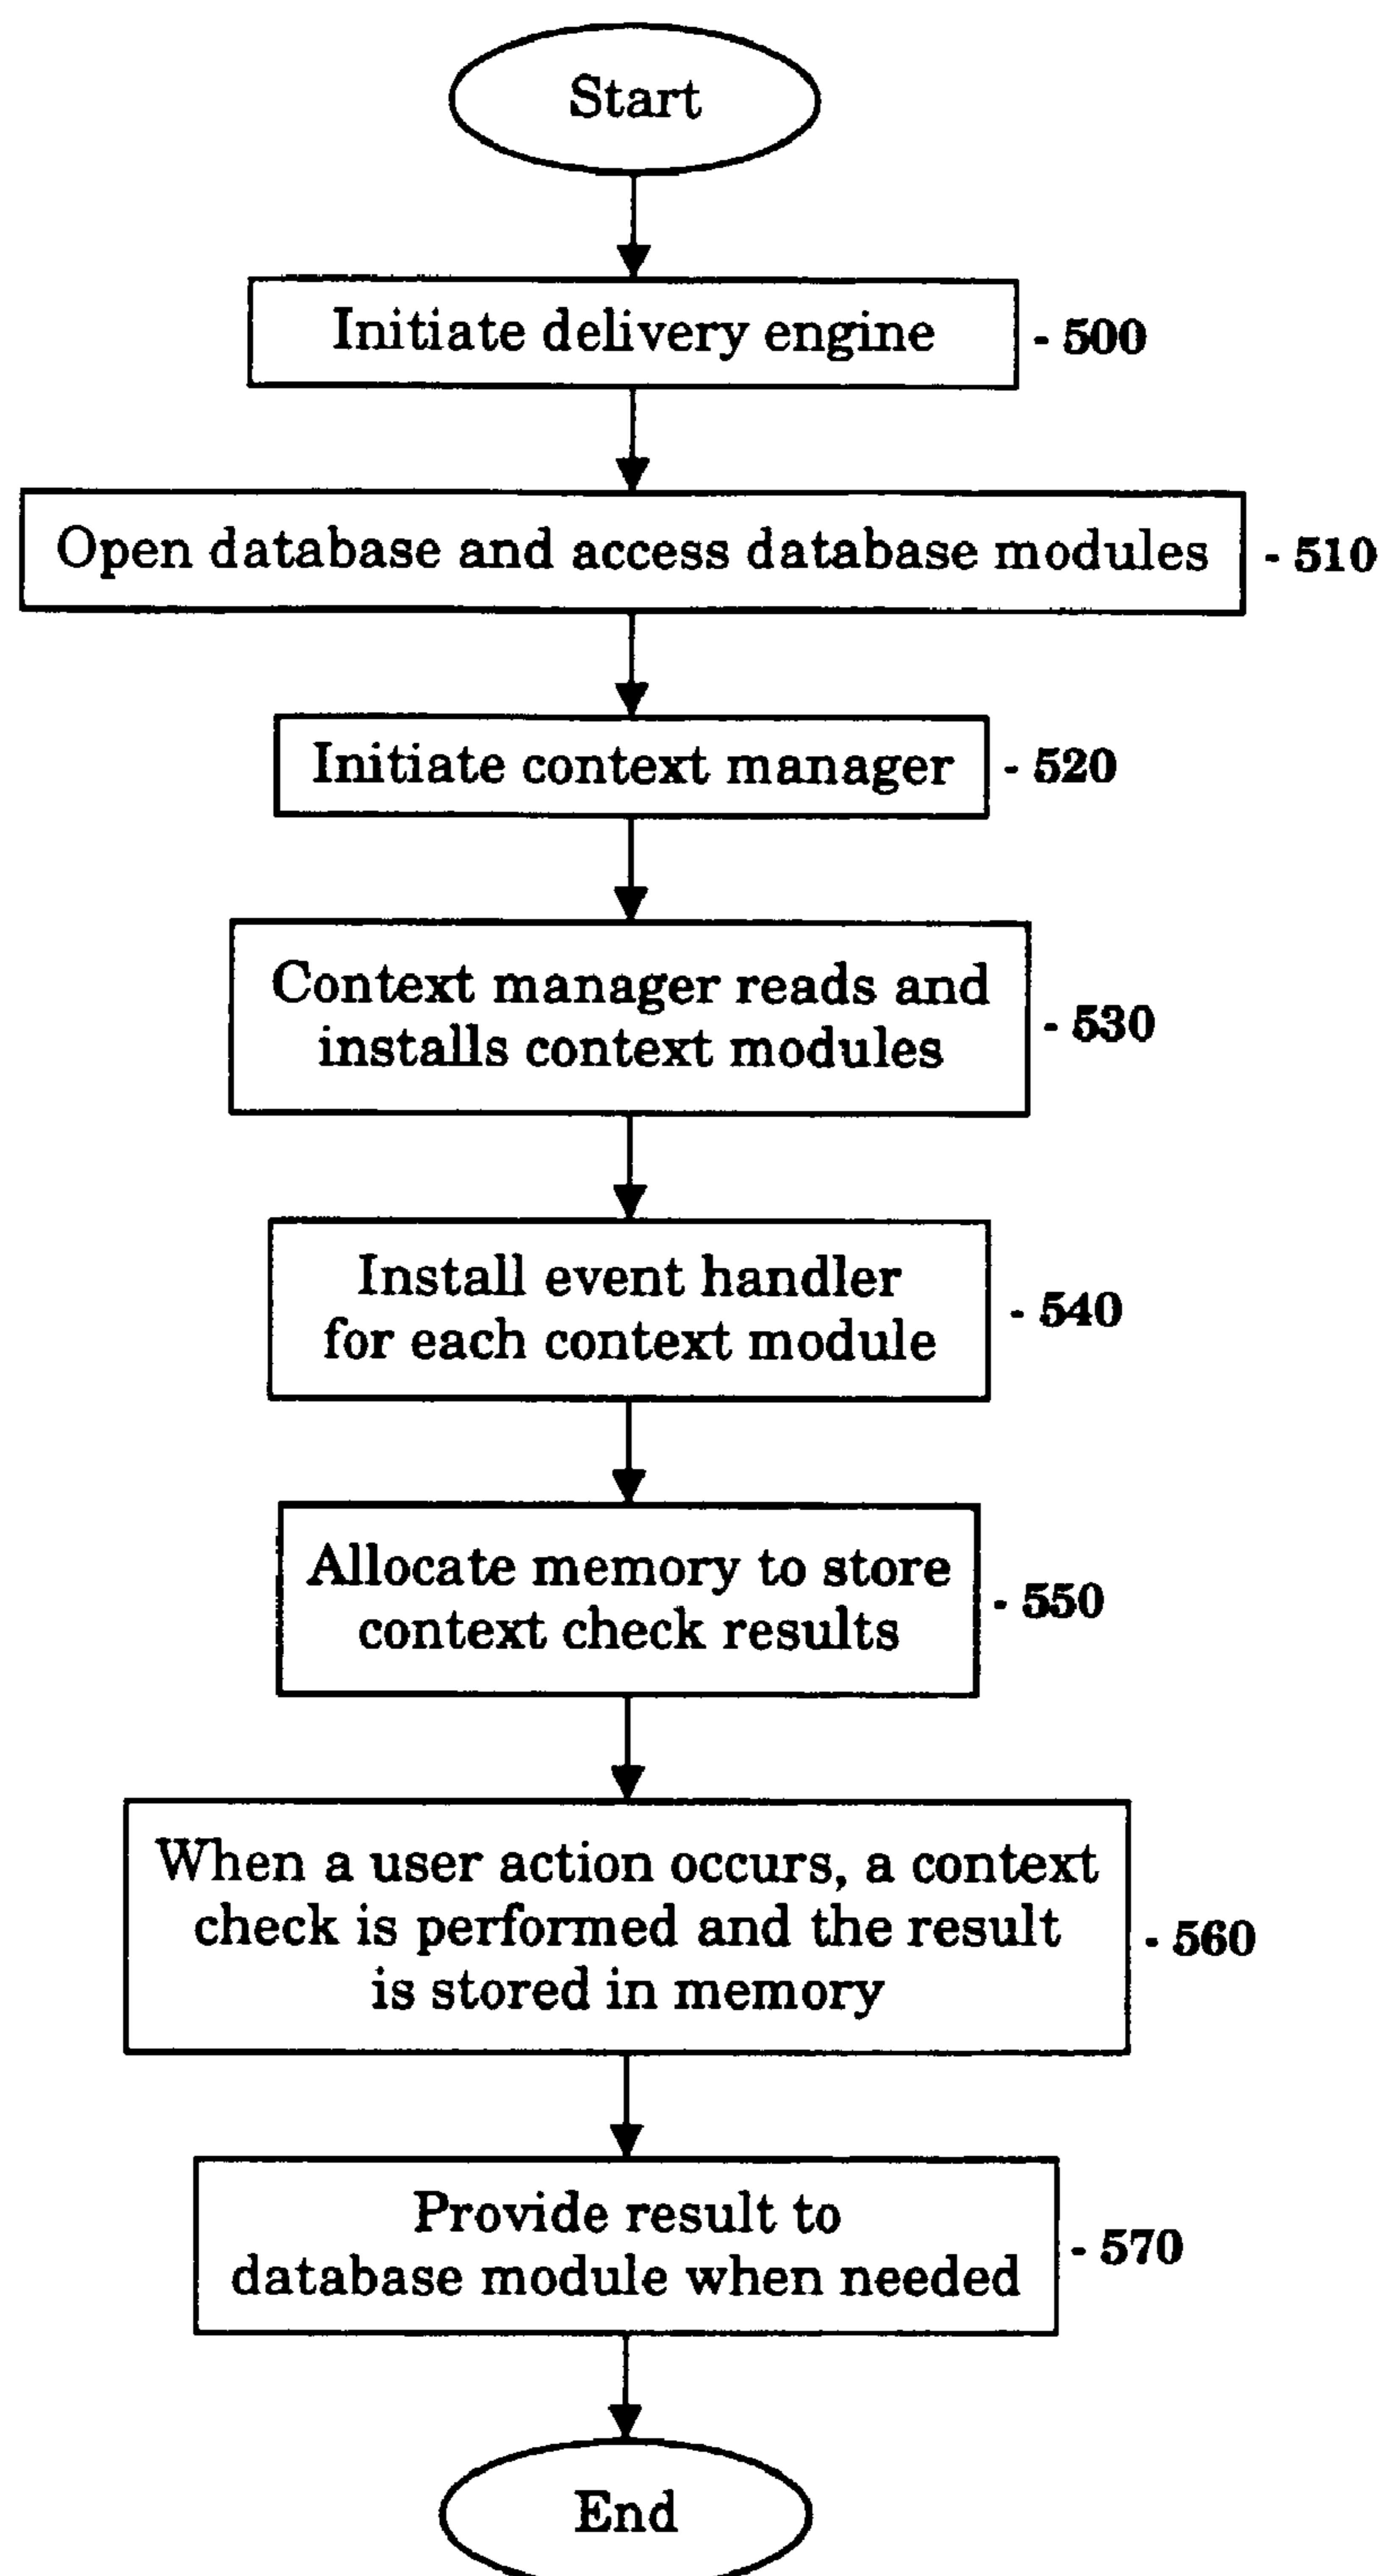 Start
Initiate delivery engine - 500
Open database and access database modules - 510
Initiate context manager - 520
Context manager reads and
installs context modules
- 530
Install event handler
for each context module
- 540
Allocate memory to store
context check results
- 550
When a user action occurs, a context
check is performed and the result
is stored in memory
- 560
Provide result to
database module when needed
- 570
End